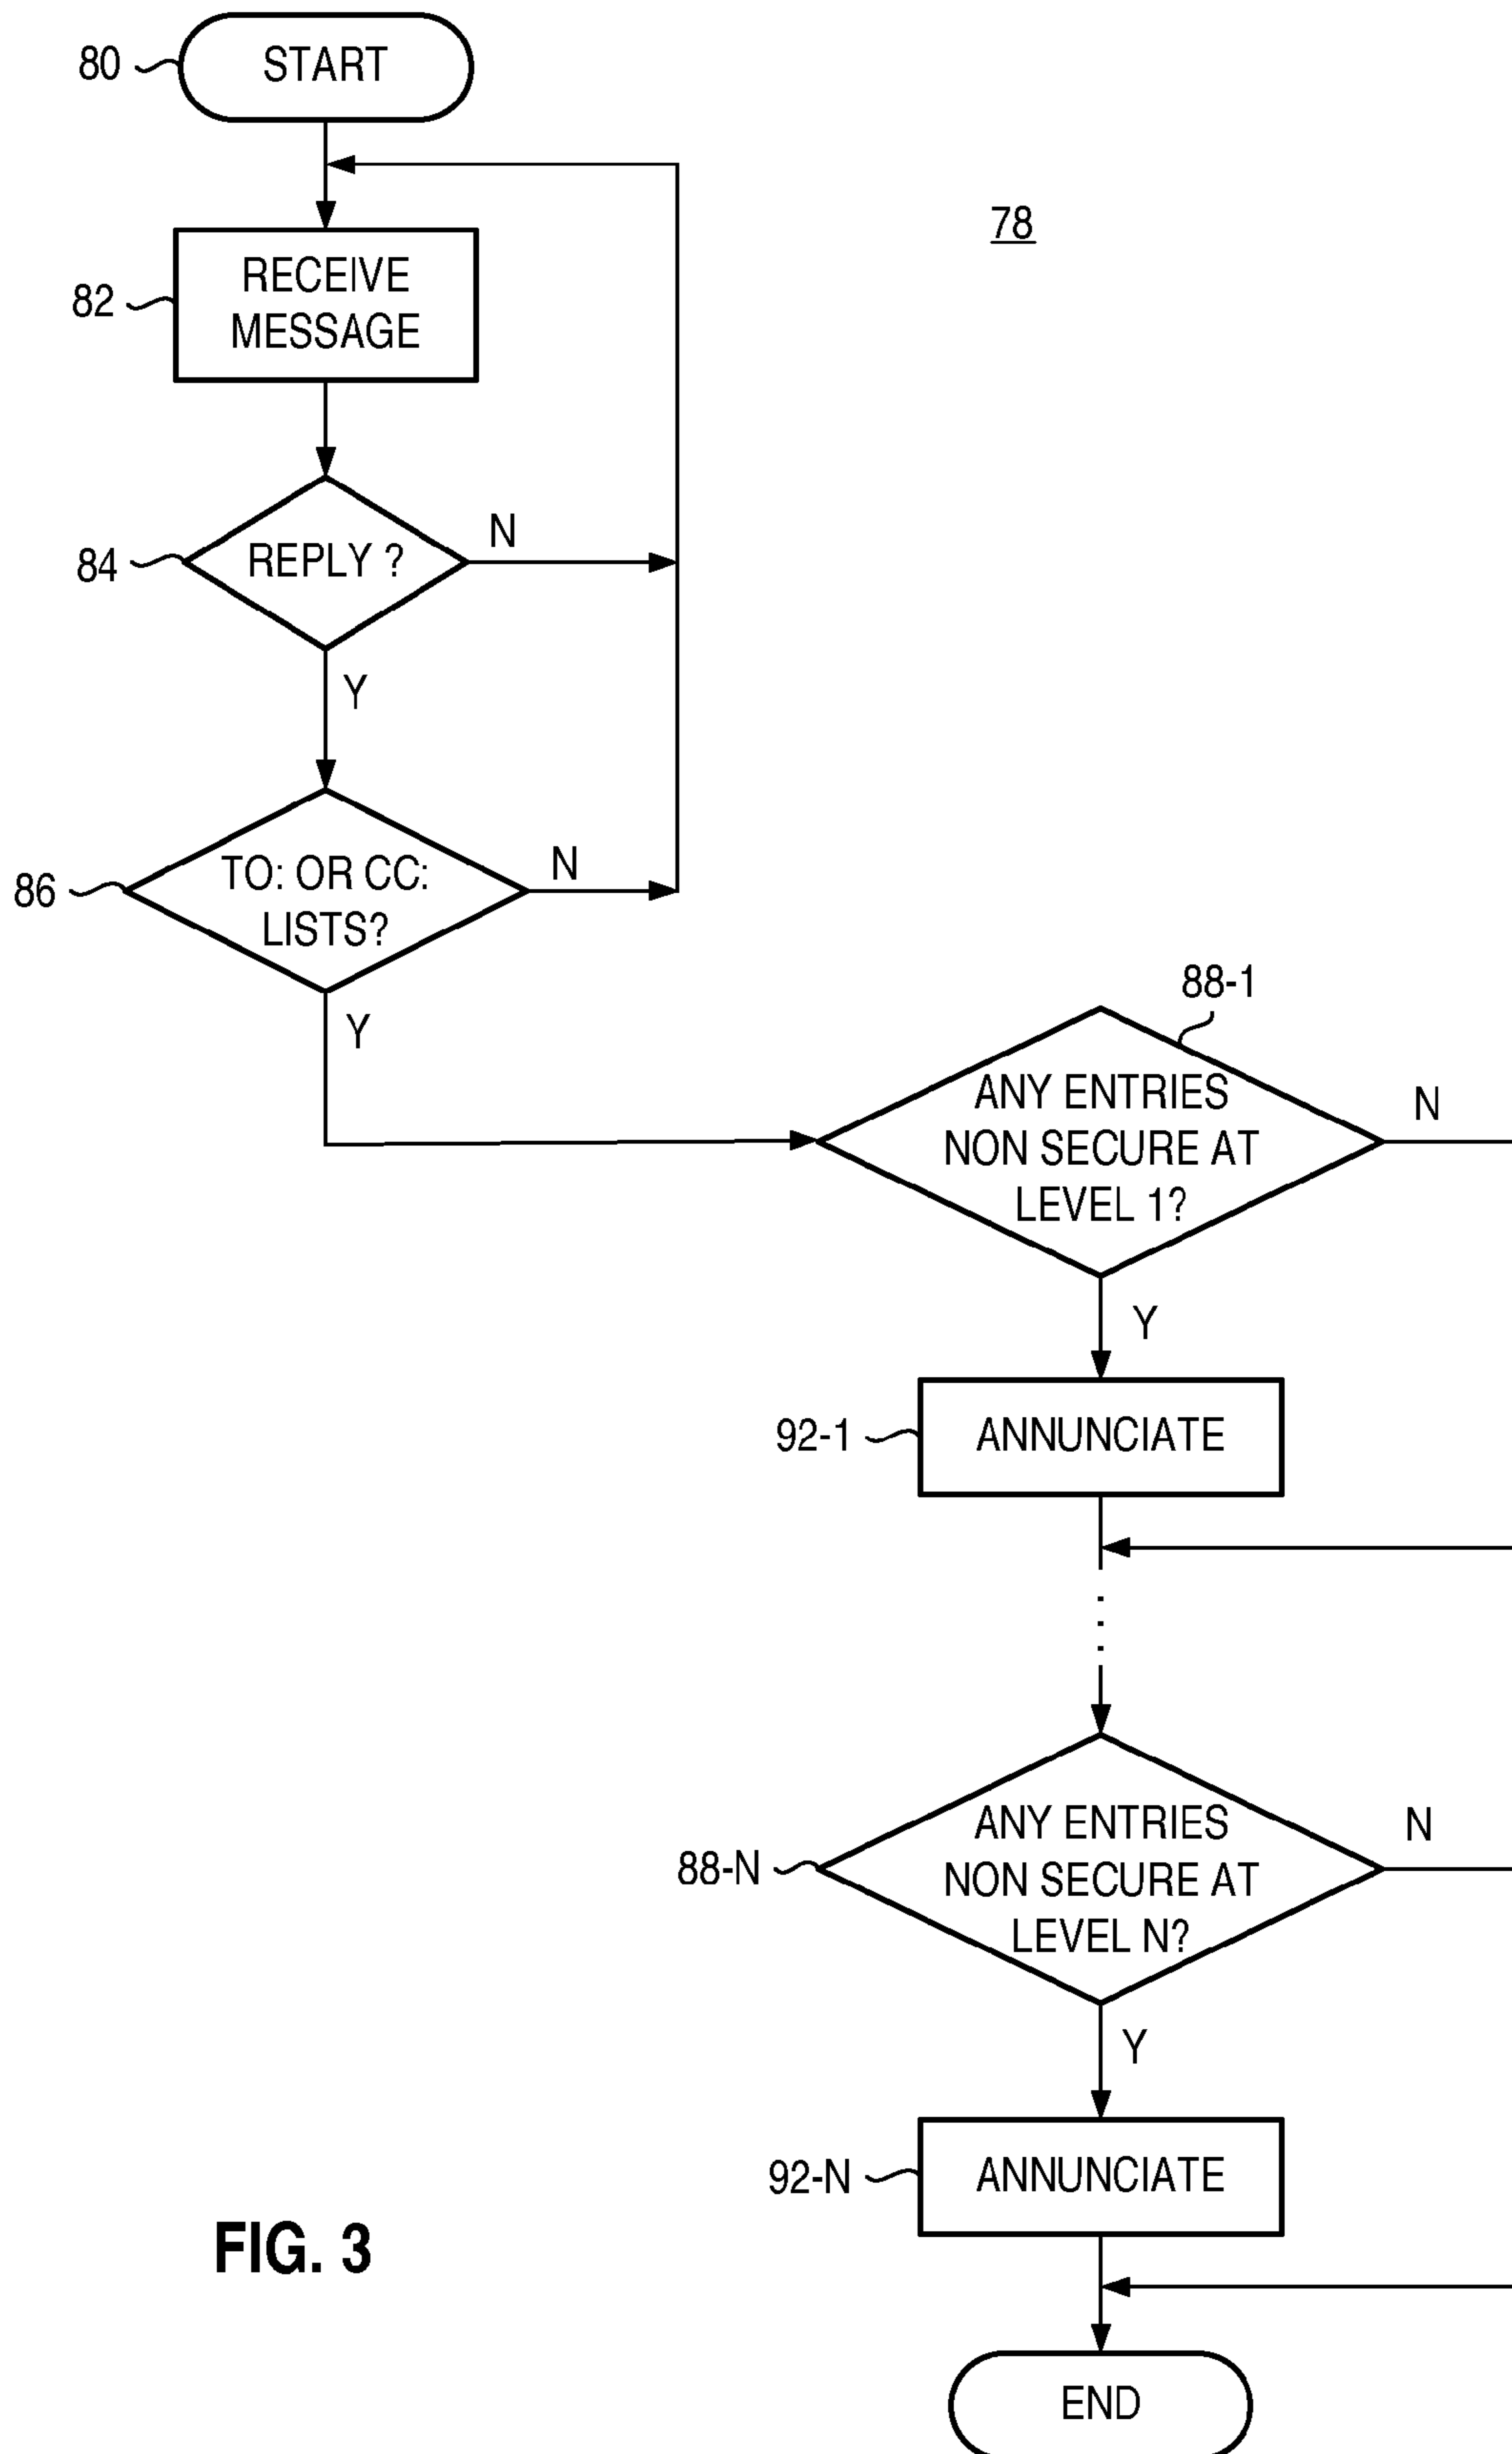 80
START
78
82
RECEIVE
MESSAGE
84
REPLY ?
N
Y
86
TO: OR CC:
LISTS?
N
Y
88-1
ANY ENTRIES
NON SECURE AT
LEVEL 1?
N
Y
92-1
ANNUNCIATE
88-N
ANY ENTRIES
NON SECURE AT
LEVEL N?
N
Y
92-N
ANNUNCIATE
FIG. 3
END